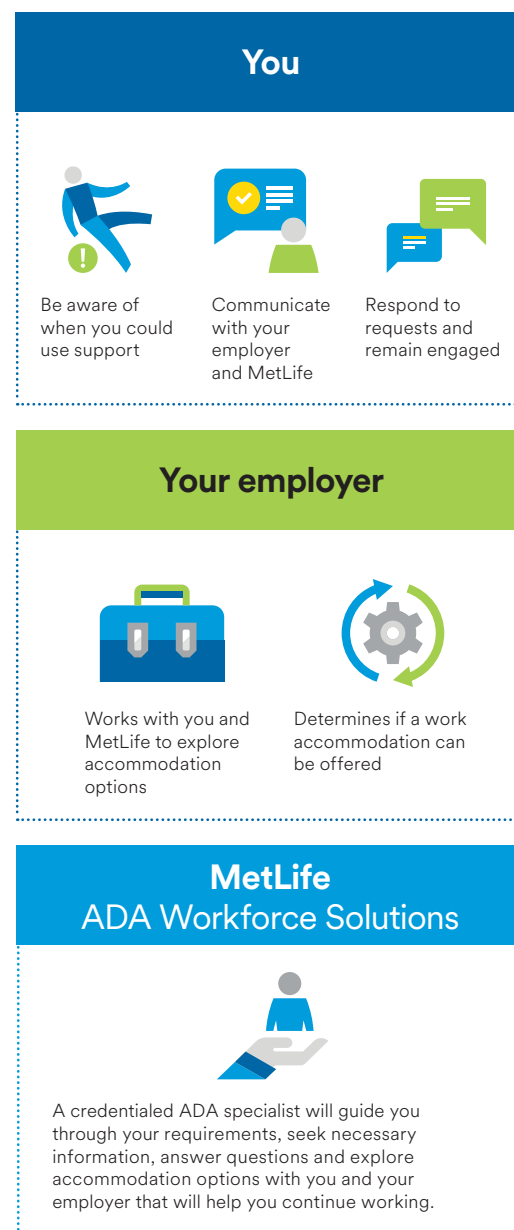 You
Be aware of
when you could
use support
Communicate
with your
employer
and MetLife
Respond to
requests and
remain engaged
Your employer
Works with you and
MetLife to explore
accommodation
options
Determines if a work
accommodation can
be offered
MetLife
ADA Workforce Solutions
A credentialed ADA specialist will guide you
through your requirements, seek necessary
information, answer questions and explore
accommodation options with you and your
employer that will help you continue working.